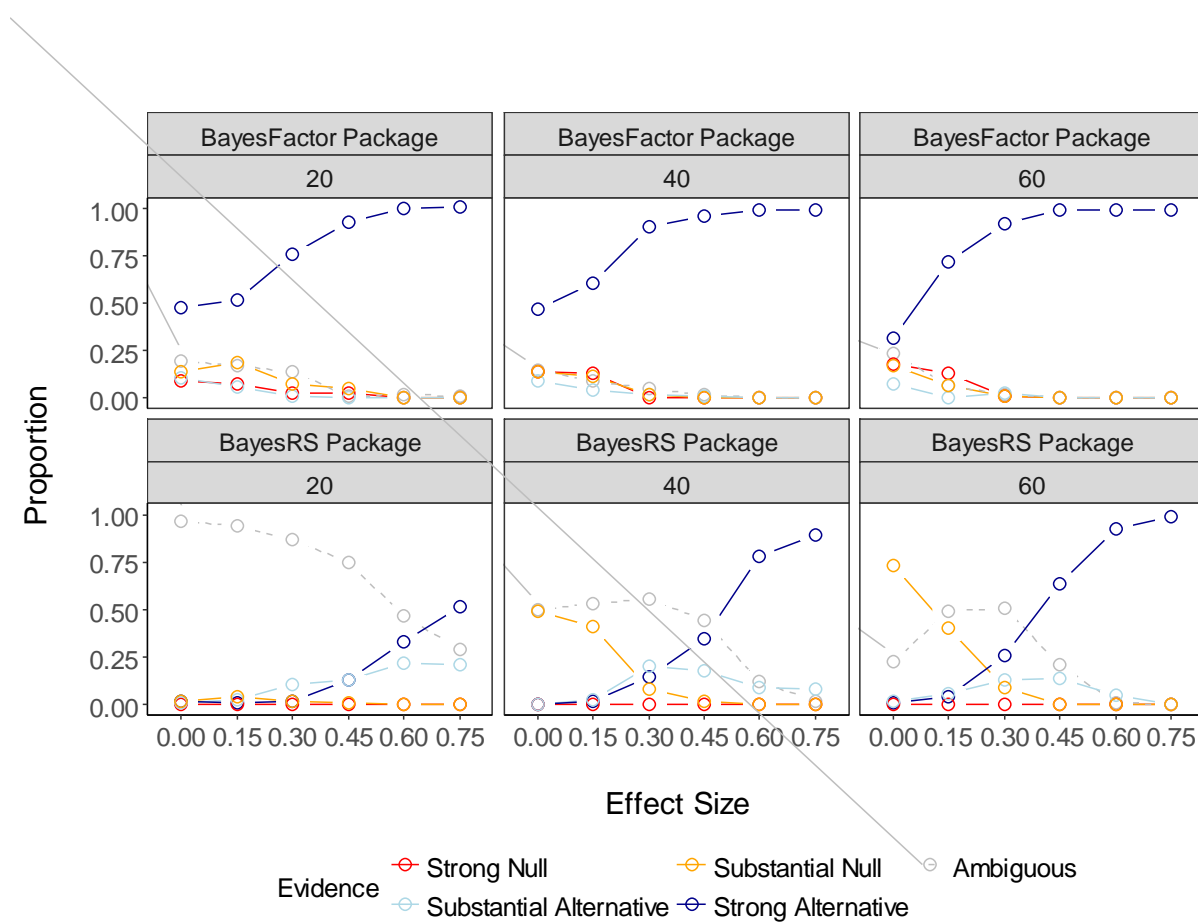 BayesFactor Package BayesFactor Package BayesFactor Package
20 40 60
1.00
0.75
0.50
0.25
0.00
BayesRS Package BayesRS Package BayesRS Package
20 40 60
1.00
0.75
0.50
0.25
0.00
0.00 0.15 0.30 0.45 0.60 0.75 0.00 0.15 0.30 0.45 0.60 0.75 0.00 0.15 0.30 0.45 0.60 0.75
Proportion
Effect Size
Evidence
Strong Null Substantial Null Ambiguous
Substantial Alternative Strong Alternative